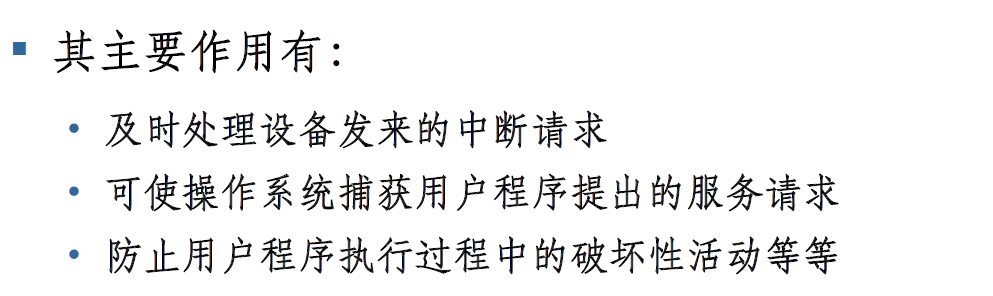 其主要作用有：
及时处理设备发来的中断请求
可使操作系统捕获用户程序提出的服务请求
防止用户程序执行过程中的破坏性活动等等